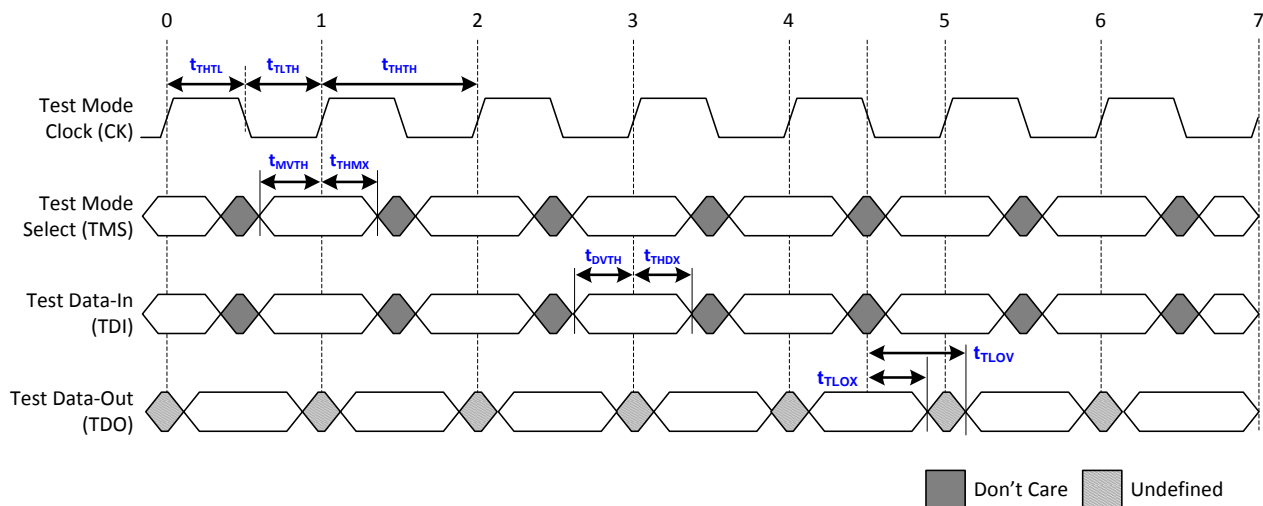 0 1 2 3 4 5 6 7
tTHTL tTLTH tTHTH
Test Mode
Clock (CK)
tMVTH tTHMX
Test Mode
Select (TMS)
tDVTH tTHDX
Test Data-In
(TDI)
tTLOV
tTLOX
Test Data-Out
(TDO)
Don't Care Undefined